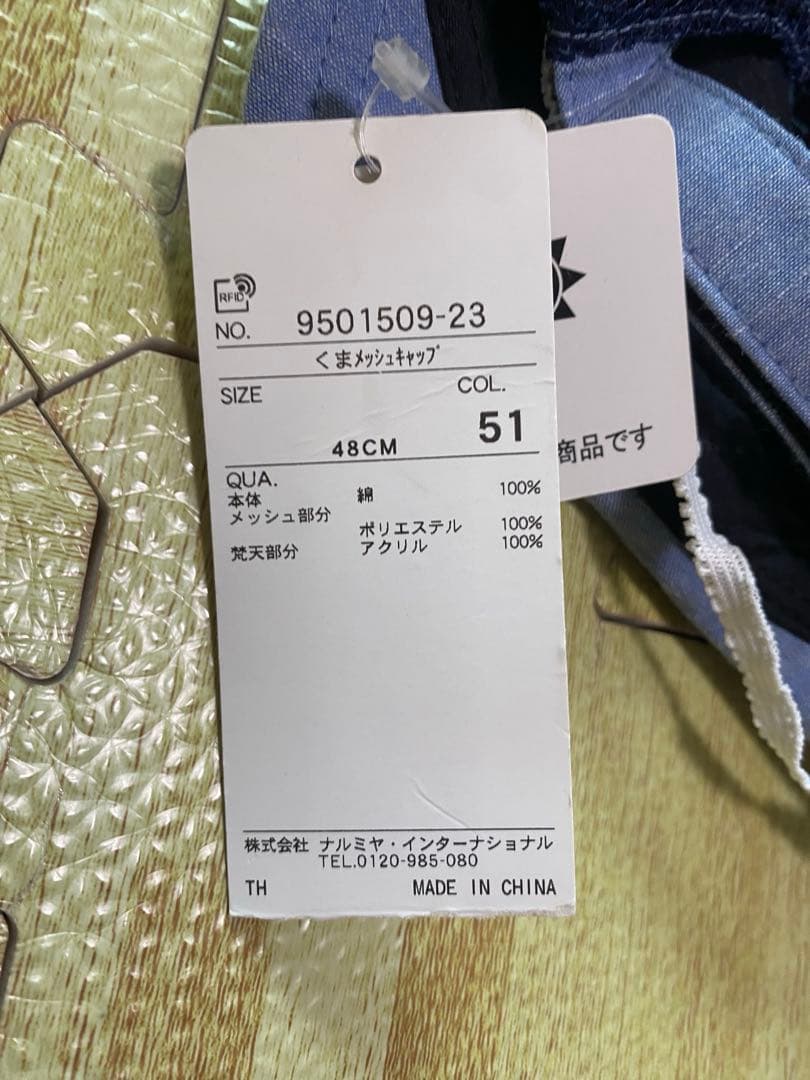 RFID
NO. 9501509-23
くまﾒｯｼｭｷｬｯﾌﾟ
SIZE COL.
48CM 51
QUA.
本体 綿 100%
メッシュ部分
ポリエステル 100%
梵天部分 アクリル 100%
株式会社 ナルミヤ・インターナショナル
TEL.0120-985-080
TH MADE IN CHINA
商品です